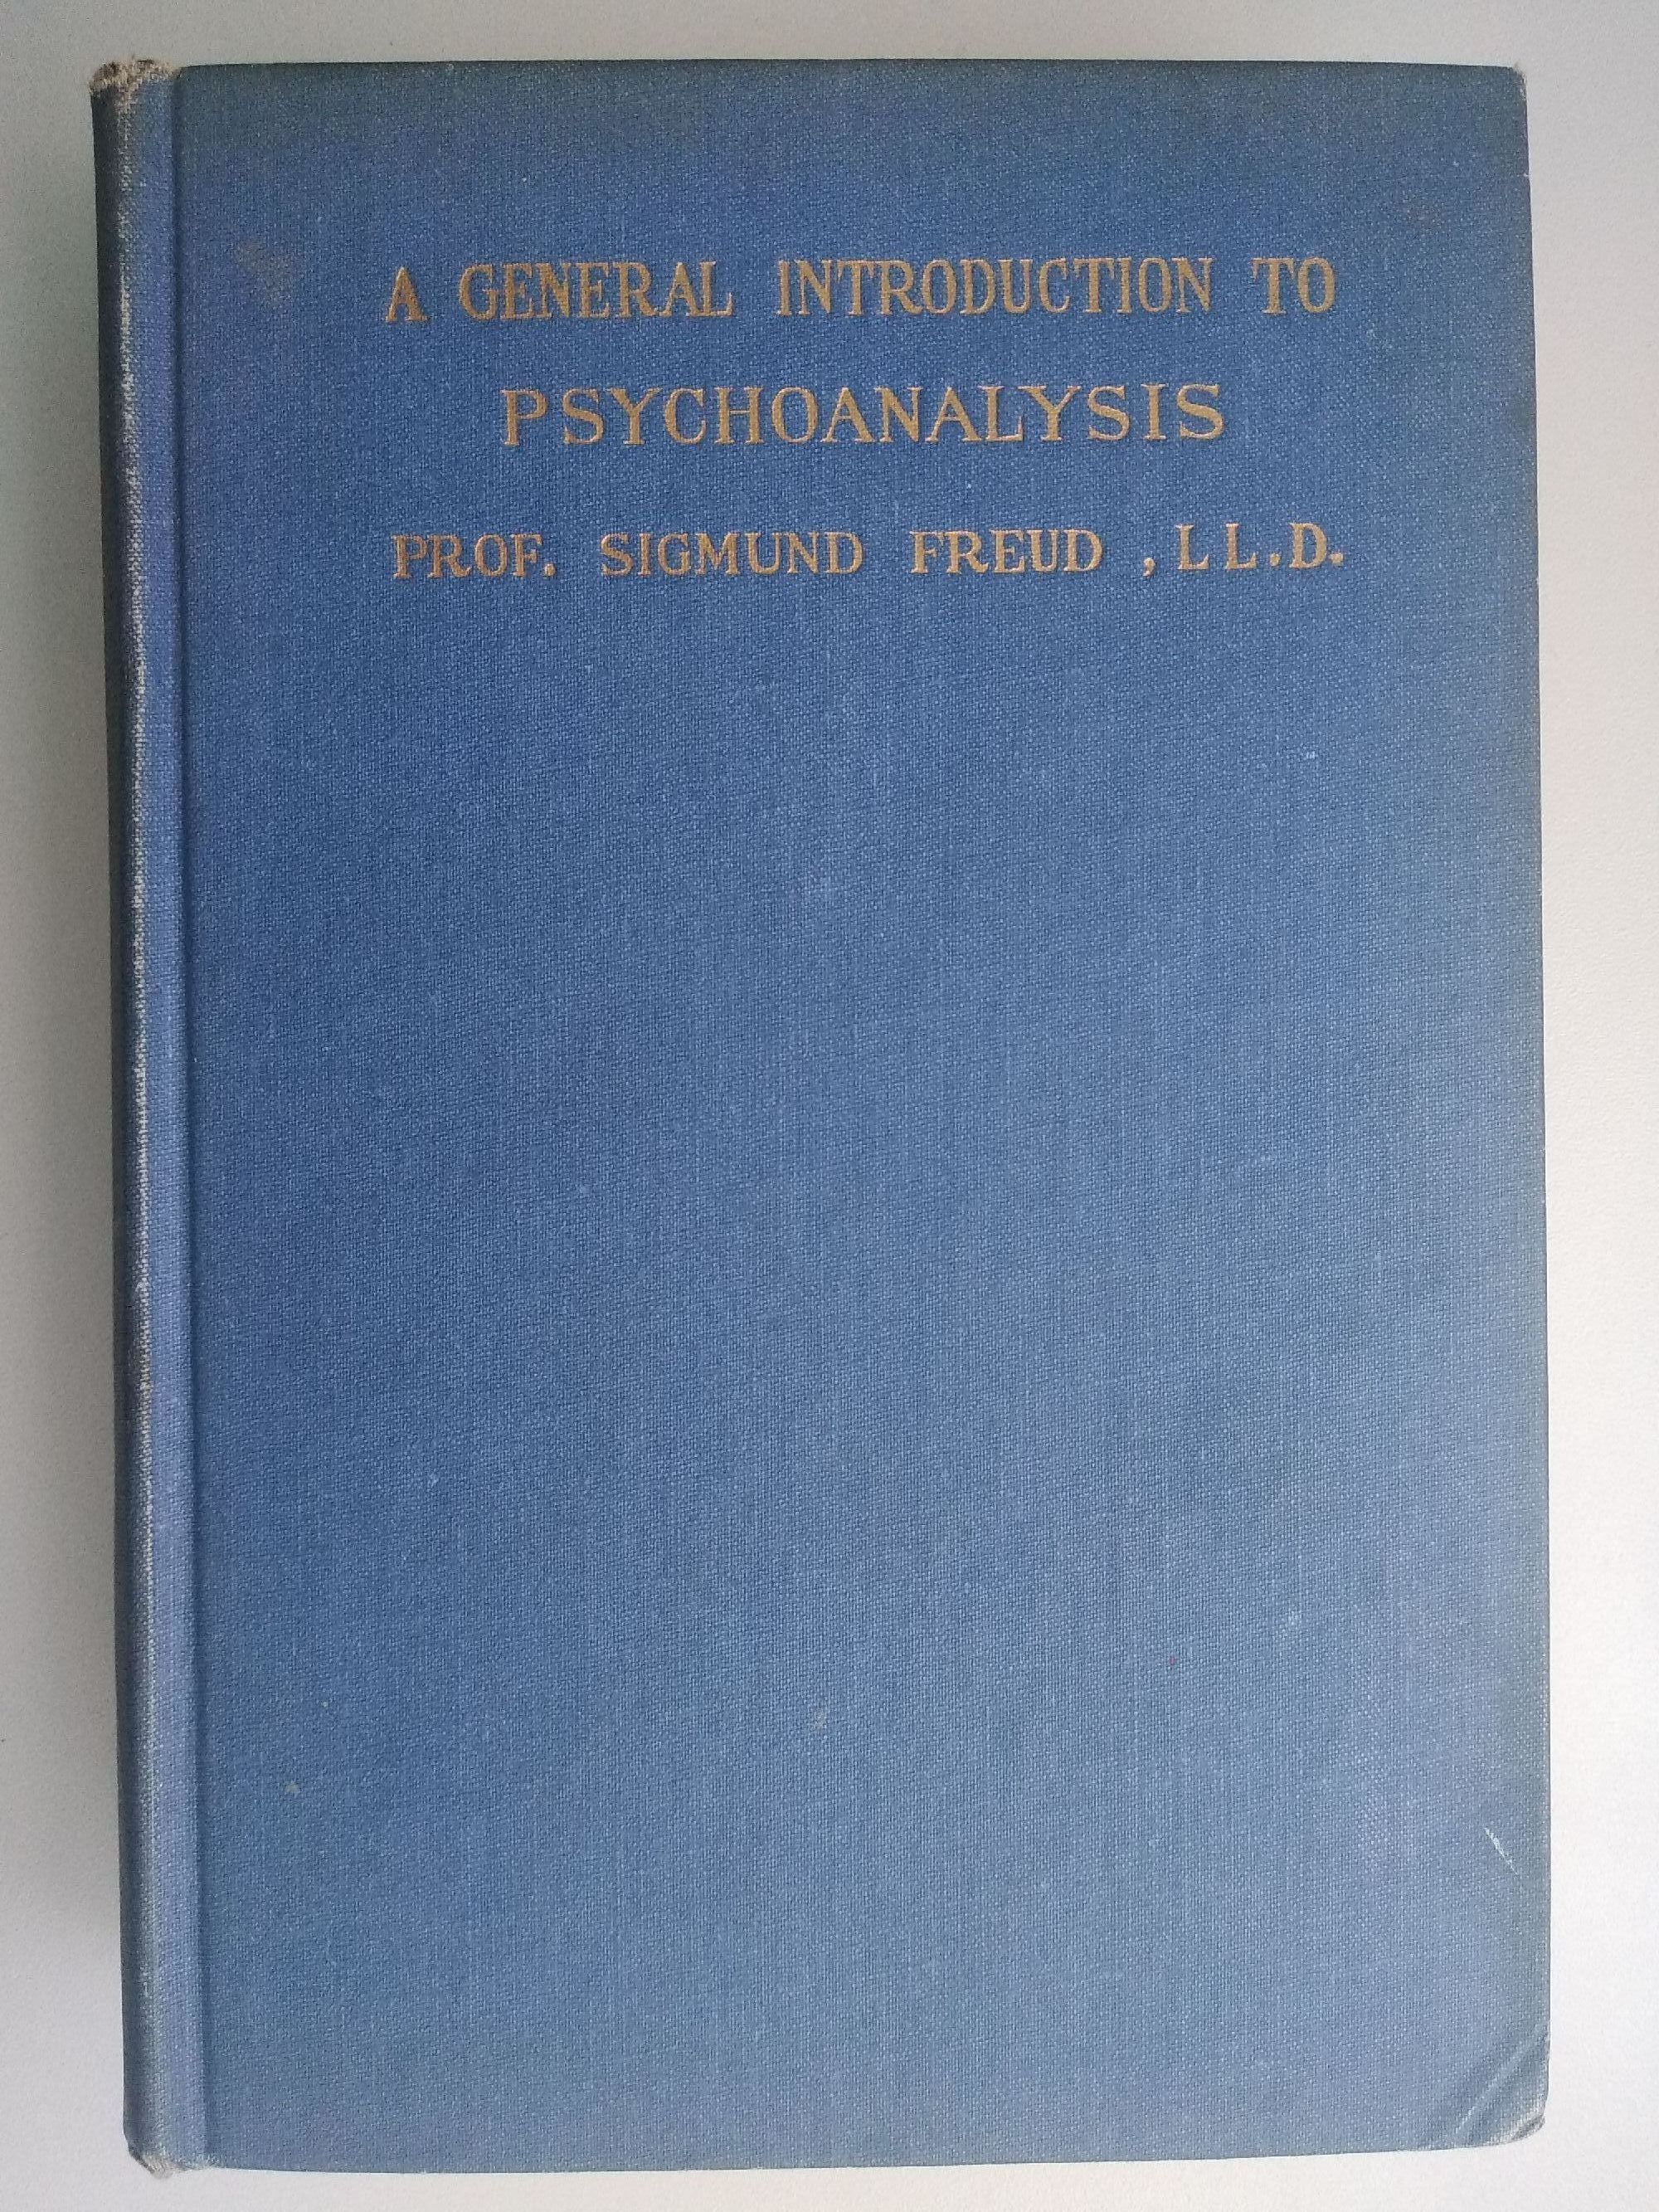 A GENERAL INTRODUCTION TO
PSYCHOANALYSIS
PROF. SIGMUND FREUD , LL.D.